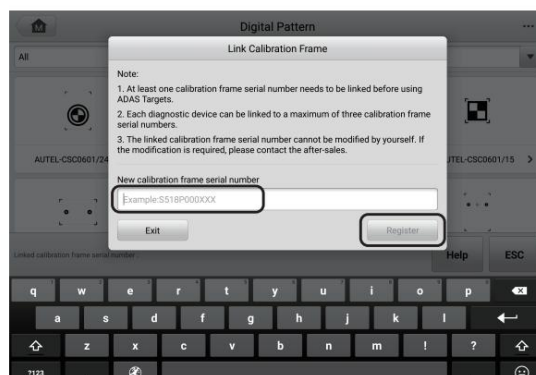 Digital Pattern
All
Link Calibration Frame
Note:
1. At least one calibration frame serial number needs to be linked before using
ADAS Targets.
2. Each diagnostic device can be linked to a maximum of three calibration frame
serial numbers.
3. The linked calibration frame serial number cannot be modified by yourself. If
the modification is required, please contact the after-sales.
AUTEL-CSC0601/24
JTEL-CSC0601/15
New calibration frame serial number
Example:S518P000XXX
Exit
Register
Linked calibration frame serial number :
Help
ESC
q w e r t y u i o p
a s d f g h j k l
z x c v b n m ! ?
?123